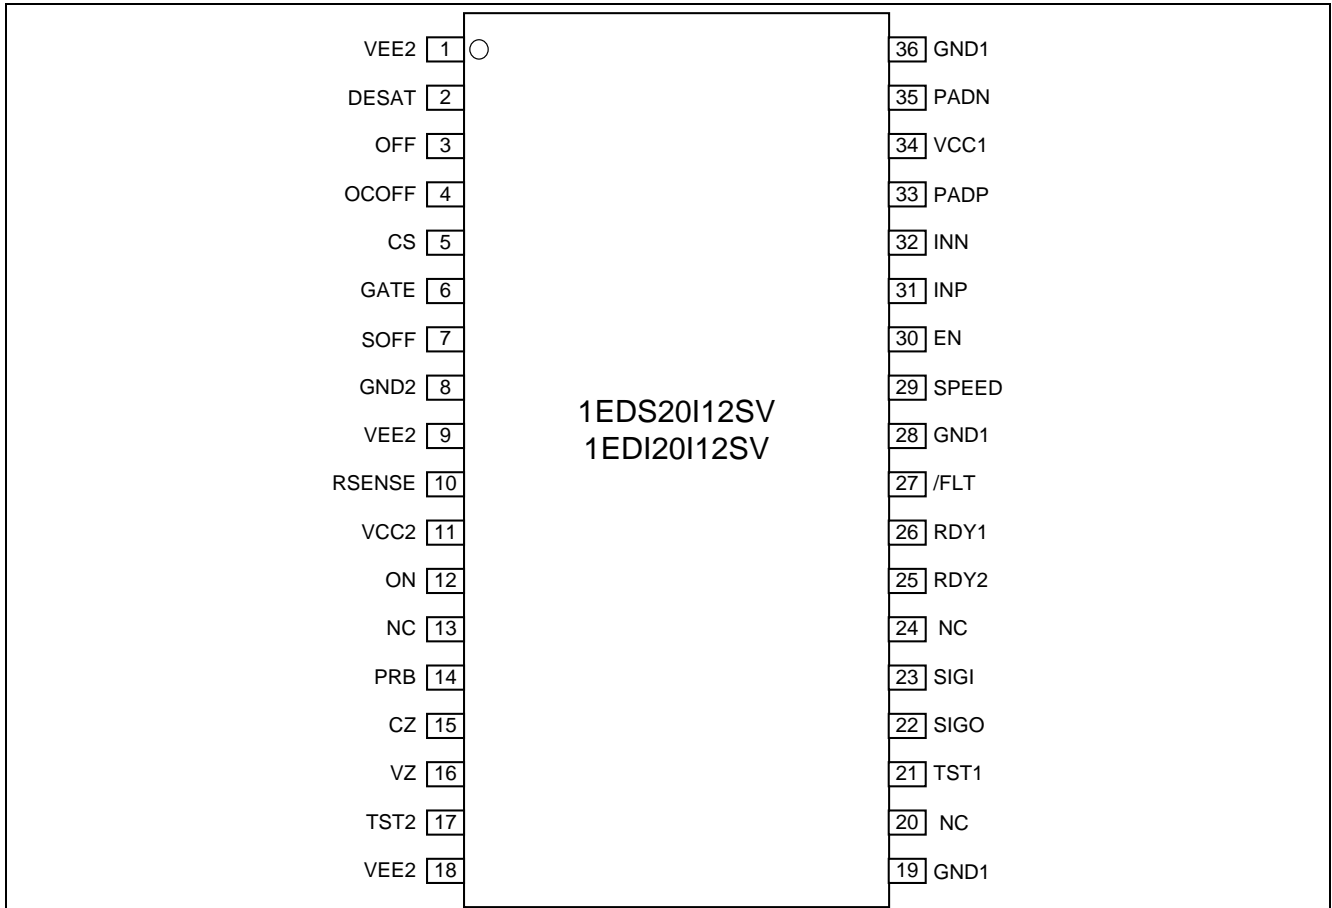 VEE2 1 36 GND1
DESAT 2 35 PADN
OFF 3 34 VCC1
OCOFF 4 33 PADP
CS 5 32 INN
GATE 6 31 INP
SOFF 7 30 EN
GND2 8 29 SPEED
1EDS20I12SV
1EDI20I12SV
VEE2 9 28 GND1
RSENSE 10 27 /FLT
VCC2 11 26 RDY1
ON 12 25 RDY2
NC 13 24 NC
PRB 14 23 SIGI
CZ 15 22 SIGO
VZ 16 21 TST1
TST2 17 20 NC
VEE2 18 19 GND1